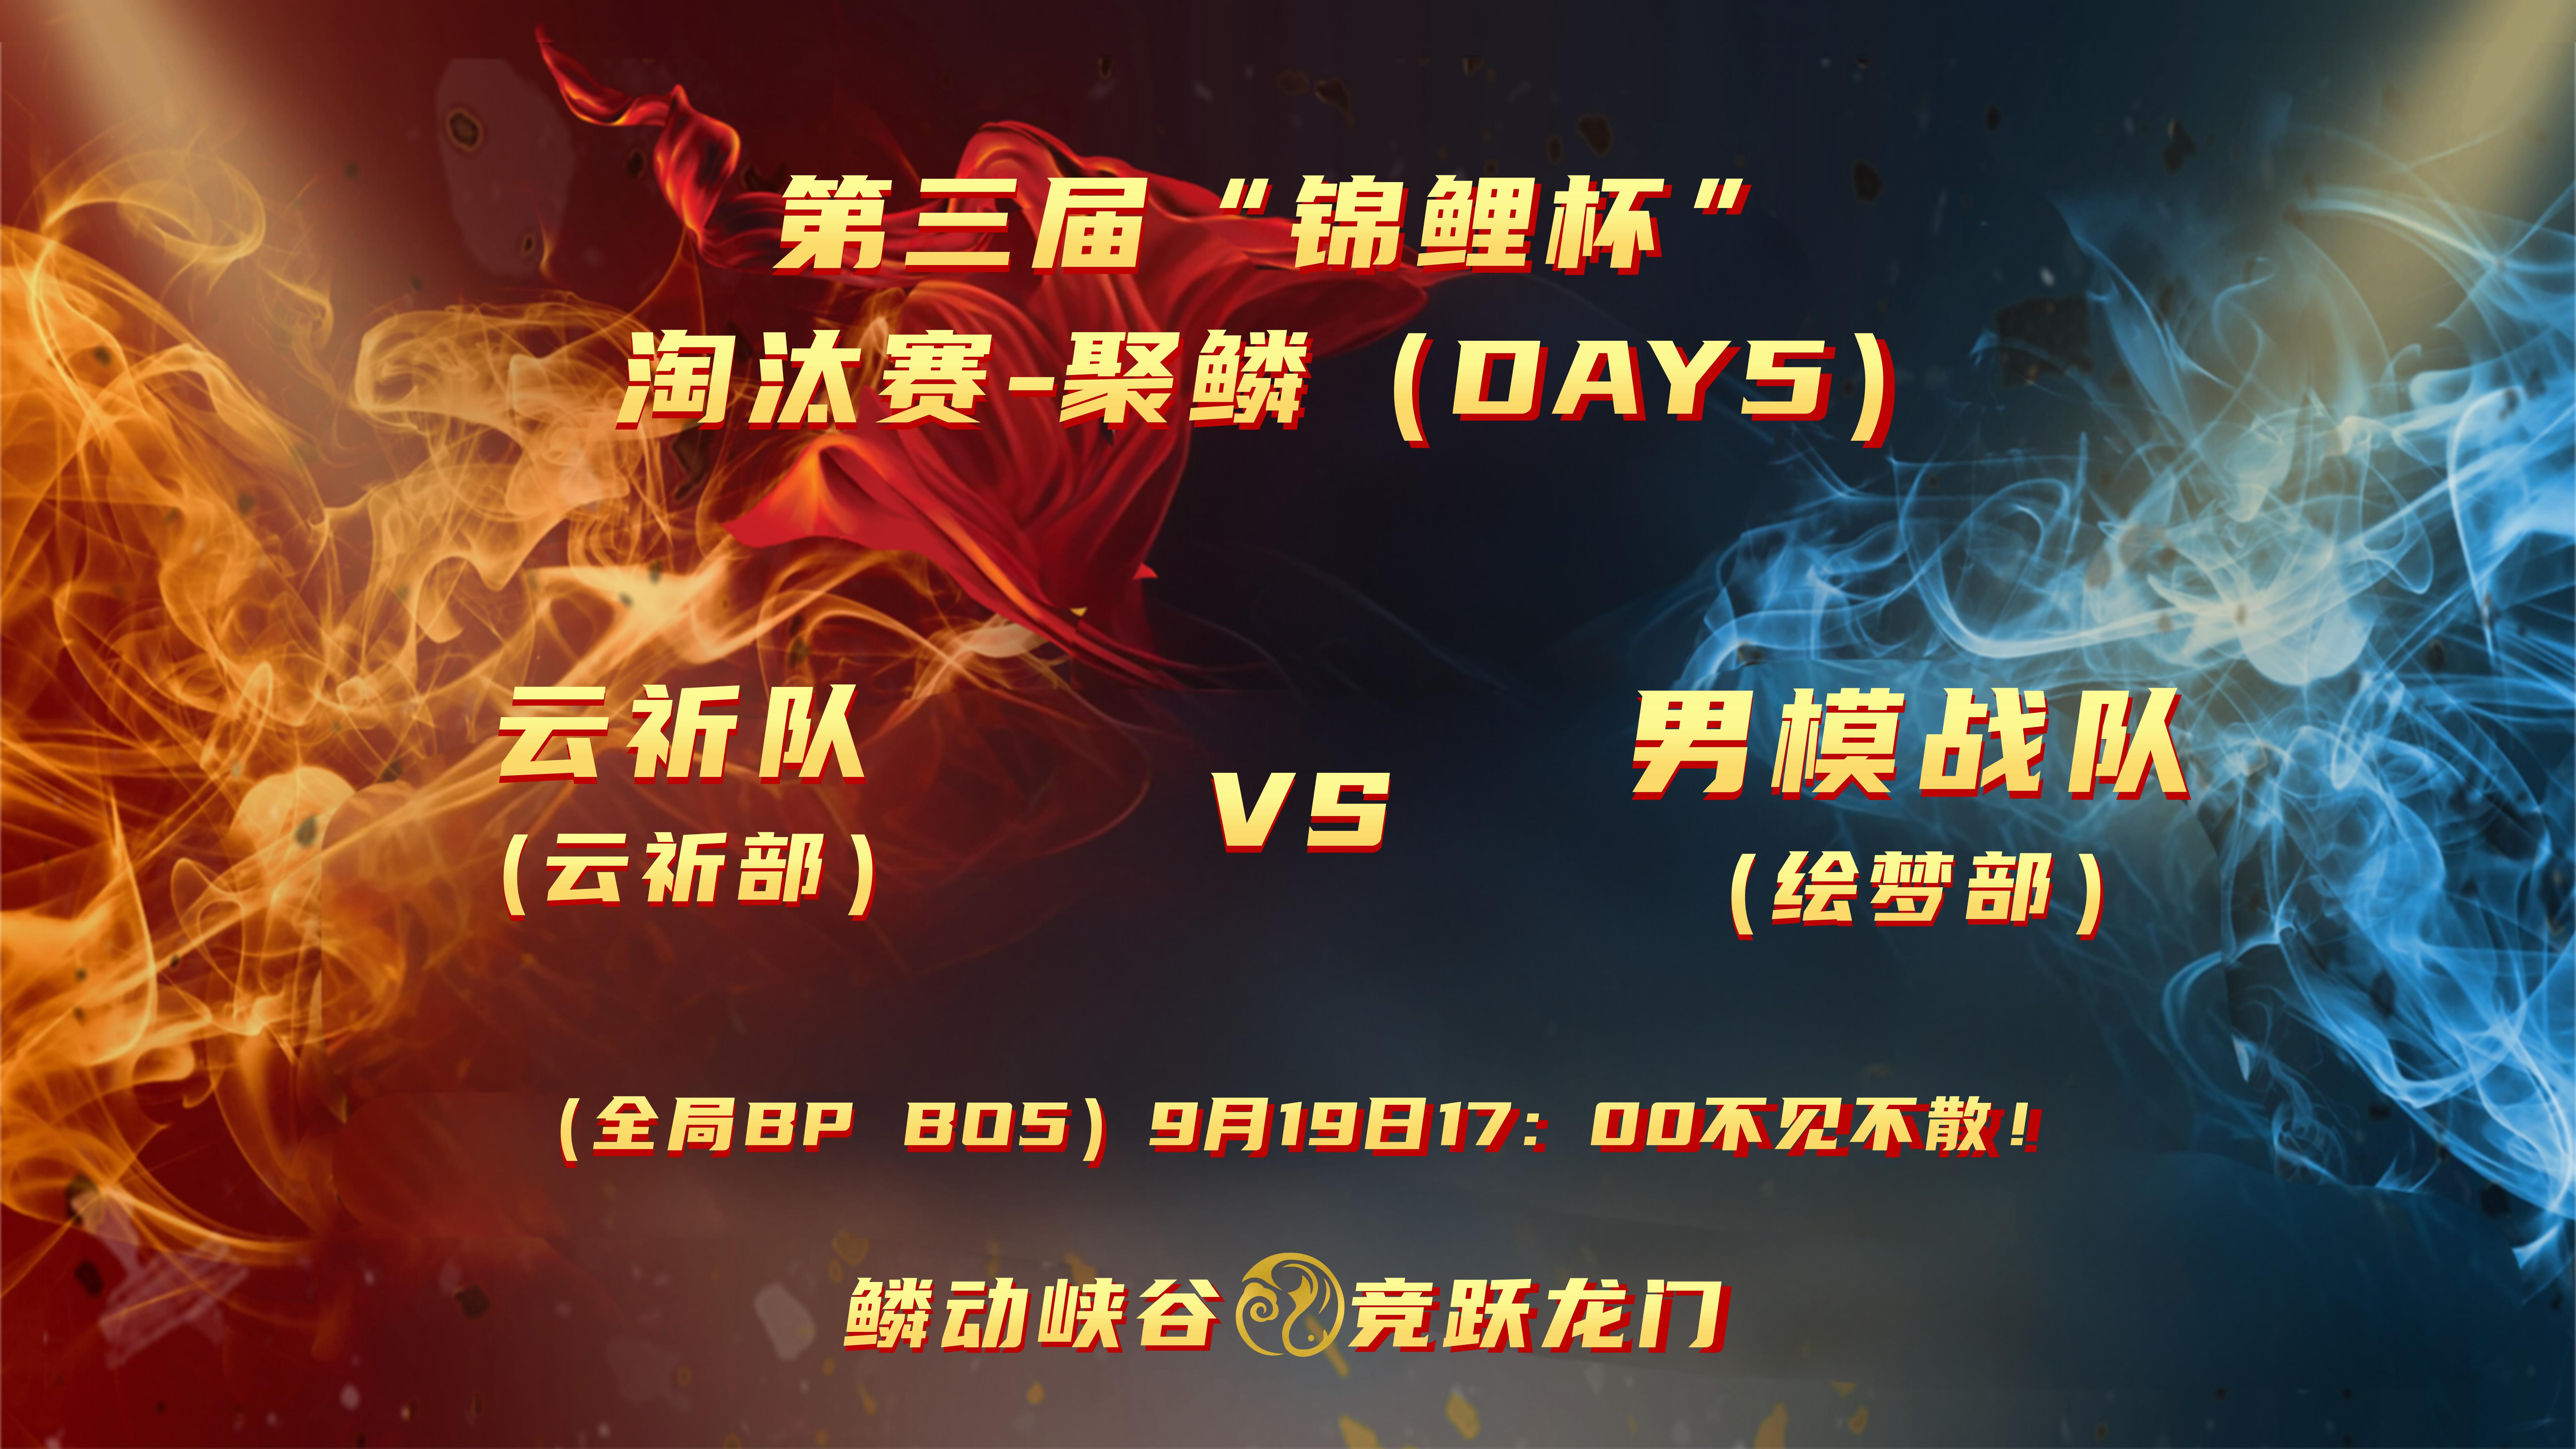 第三届“锦鲤杯”
淘汰赛-聚鳞（DAY5）
云祈队
（云祈部）
VS
男模战队
（绘梦部）
（全局BP BO5）9月19日17：00不见不散！
鳞动峡谷 竞跃龙门